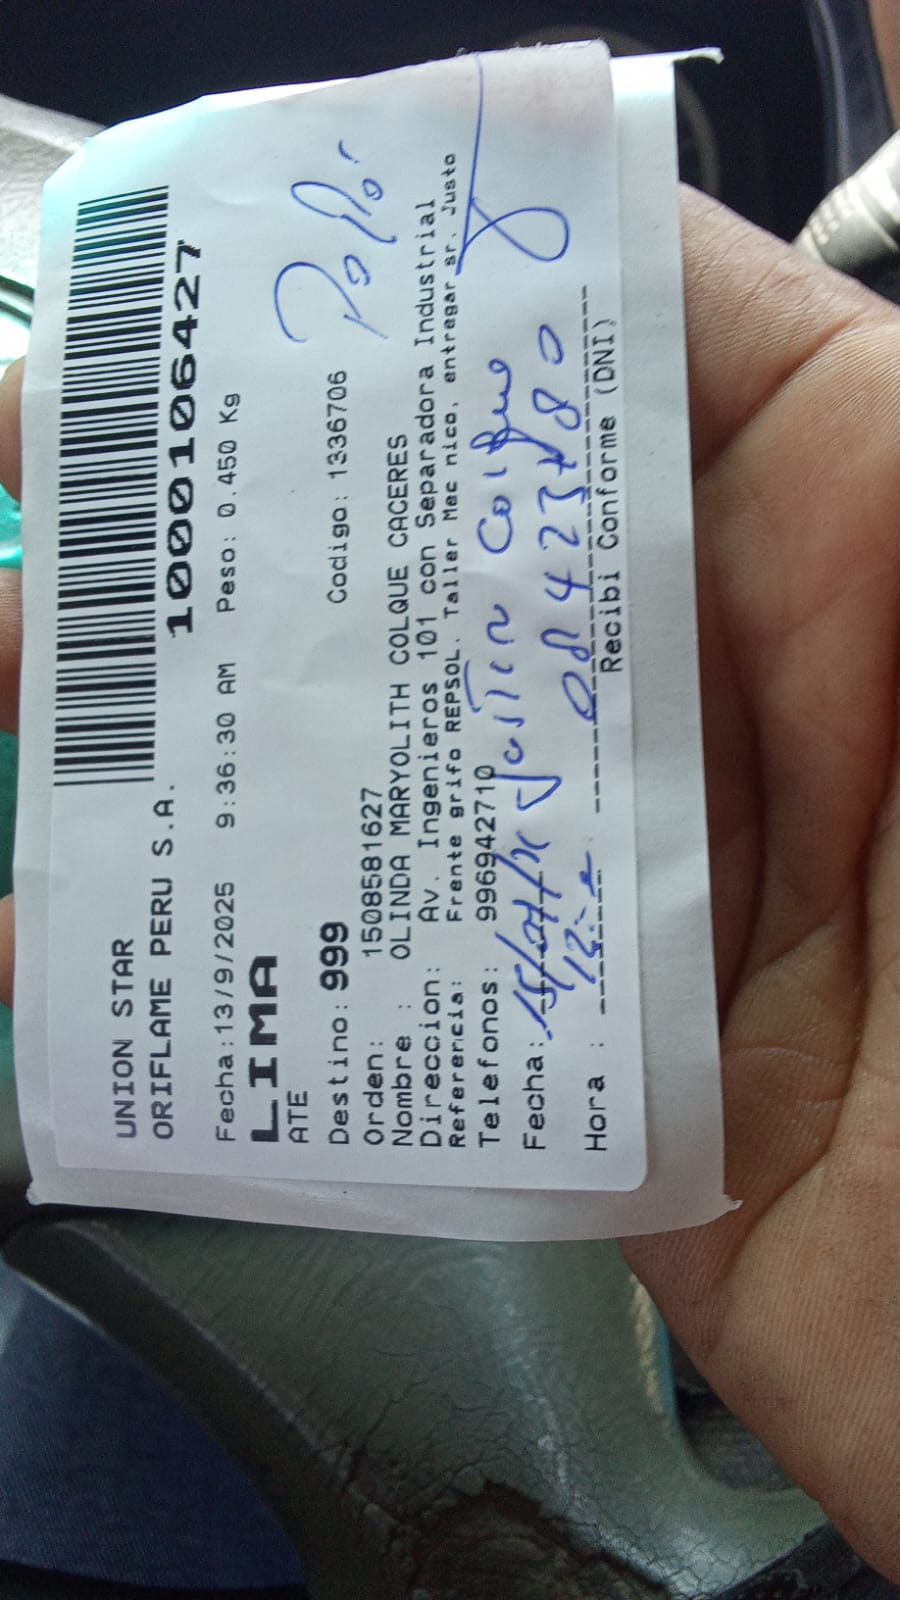 UNION STAR
ORIFLAME PERU S.A.
1000106427
Fecha:13/9/2025 9:36:30 AM Peso: 0.450 Kg
LIMA
ATE
Destino: 999 Codigo: 1336706
Orden: 1508581627
Nombre : OLINDA MARYOLITH COLQUE CACERES
Direccion: Av. Ingenieros 101 con Separadora Industrial
Referencia: Frente grifo REPSOL. Taller Mec nico, entregar sr. Justo
Telefonos: 996942710
Fecha:
Hora :
Recibi Conforme (DNI)